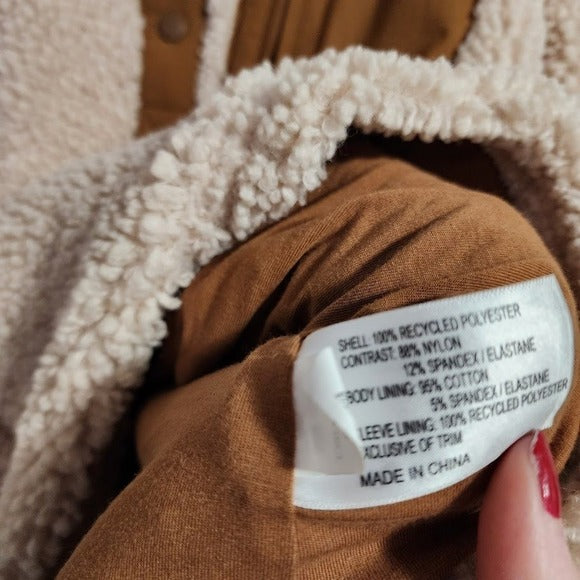 SHELL: 100% RECYCLED POLYESTER
CONTRAST: 88% NYLON
12% SPANDEX / ELASTANE
BODY LINING: 95% COTTON
5% SPANDEX / ELASTANE
LEEVE LINING: 100% RECYCLED POLYESTER
XCLUSIVE OF TRIM
MADE IN CHINA